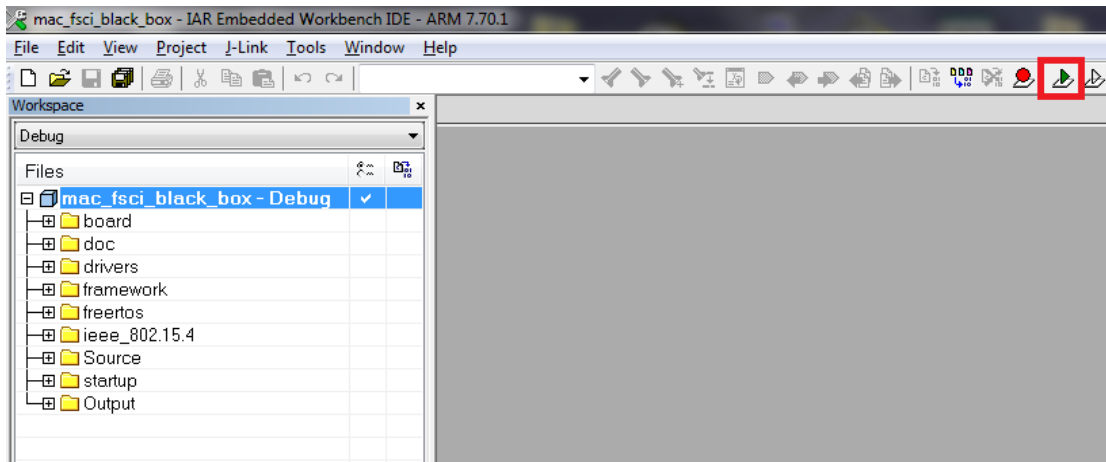 mac_fsci_black_box - IAR Embedded Workbench IDE - ARM 7.70.1
File Edit View Project J-Link Tools Window Help
Workspace
Debug
Files
mac_fsci_black_box - Debug
board
doc
drivers
framework
freertos
ieee_802.15.4
Source
startup
Output